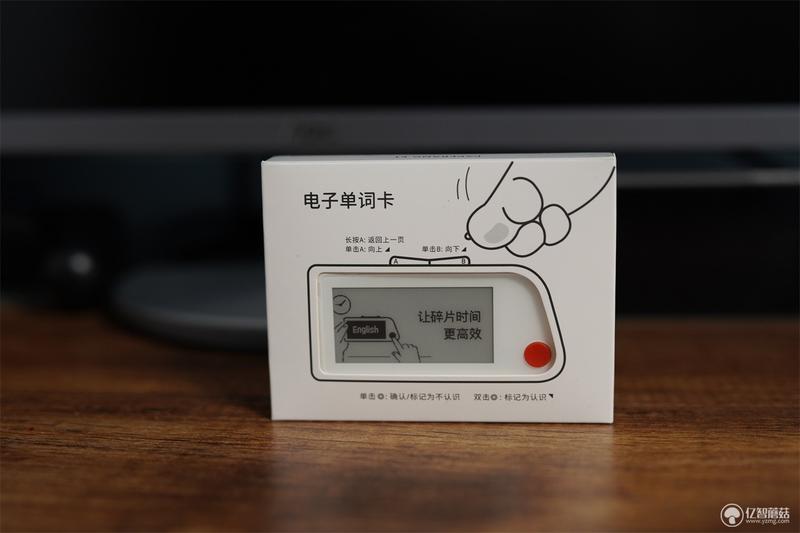 电子单词卡
长按A: 返回上一页
单击A: 向上◢ 单击B: 向下◢
A B
English
让碎片时间
更高效
单击⚙: 确认/标记为不认识 双击⚙: 标记为认识◥
亿智蘑菇
www.yzmg.com